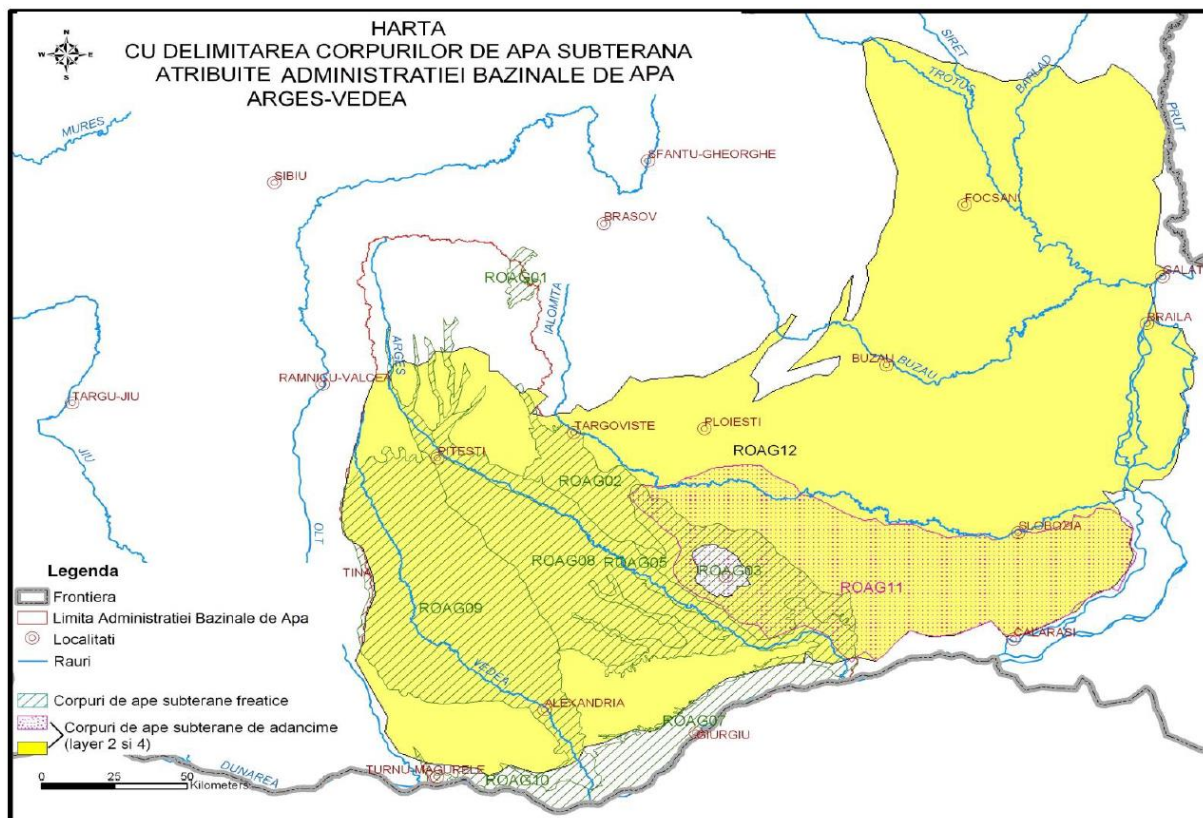 HARTA
CU DELIMITAREA CORPURILOR DE APA SUBTERANA
ATRIBUITE ADMINISTRATIEI BAZINALE DE APA
ARGES-VEDEA
N
W E
S
MURES
SIBIU
SFANTU-GHEORGHE
BRASOV
SIRET
TROTUS
BARLAD
PRUT
FOCSANI
ROAG01
IALOMITA
GALAT
BRAILA
ARGES
RAMNICU-VALCEA
TARGU-JIU
BUZAU
BUZAU
JIU
OLT
TARGOVISTE
PLOIESTI
PITESTI
ROAG12
ROAG02
SLOBOZIA
ROAG08
ROAG05
ROAG03
ROAG11
TINA
ROAG09
CALARASI
VEDEA
ALEXANDRIA
ROAG07
GIURGIU
TURNU-MAGURELE
ROAG10
DUNAREA
Legenda
Frontiera
Limita Administratiei Bazinale de Apa
Localitati
Rauri
Corpuri de ape subterane freatice
Corpuri de ape subterane de adancime
(layer 2 si 4)
0 25 50
Kilometers